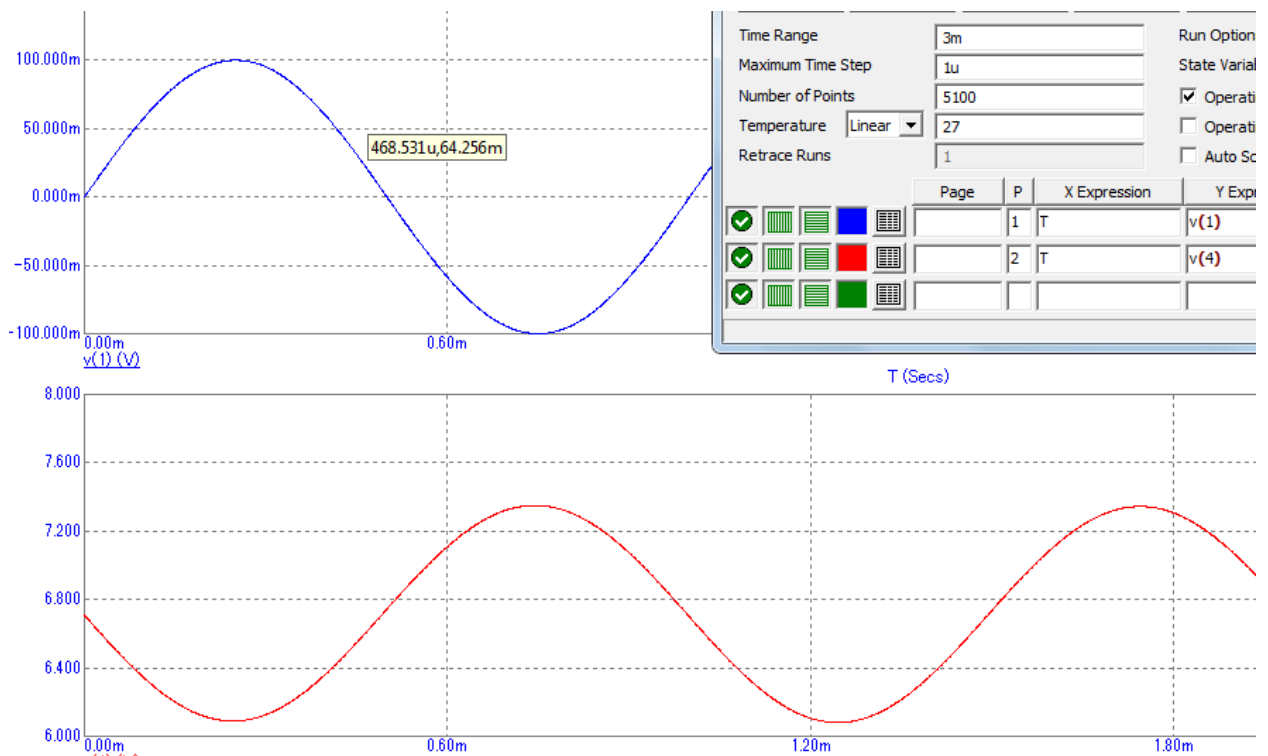 100.000m
50.000m
0.000m
-50.000m
-100.000m
0.00m
0.60m
v(1) (V)
468.531u,64.256m
Time Range
3m
Run Option
Maximum Time Step
1u
State Variab
Number of Points
5100
Operati
Temperature
Linear
27
Operati
Retrace Runs
1
Auto Sc
Page
P
X Expression
Y Expr
1
T
v(1)
2
T
v(4)
T (Secs)
8.000
7.600
7.200
6.800
6.400
6.000
0.00m
0.60m
1.20m
1.80m